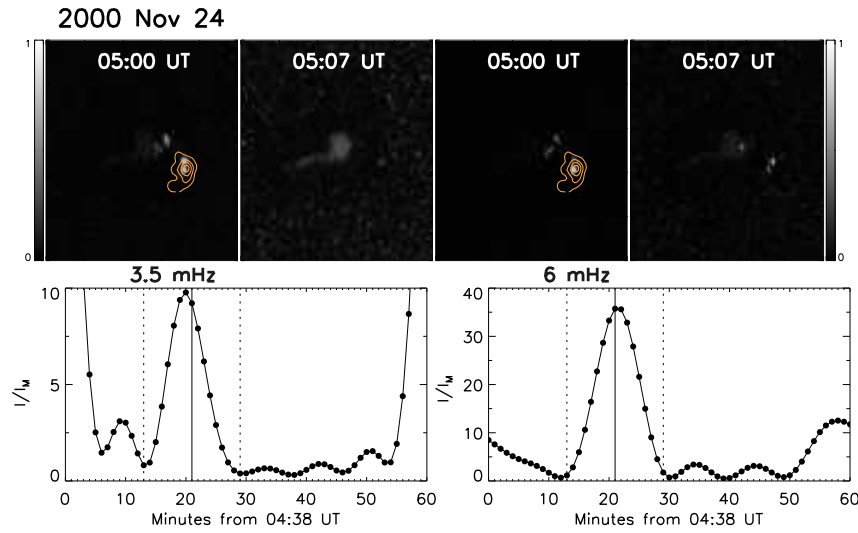 2000 Nov 24
1 05:00 UT 05:07 UT 05:00 UT 05:07 UT 1
0 0
3.5 mHz 6 mHz
10
5
0
I/I_M
0 10 20 30 40 50 60
Minutes from 04:38 UT
40
30
20
10
0
I/I_M
0 10 20 30 40 50 60
Minutes from 04:38 UT